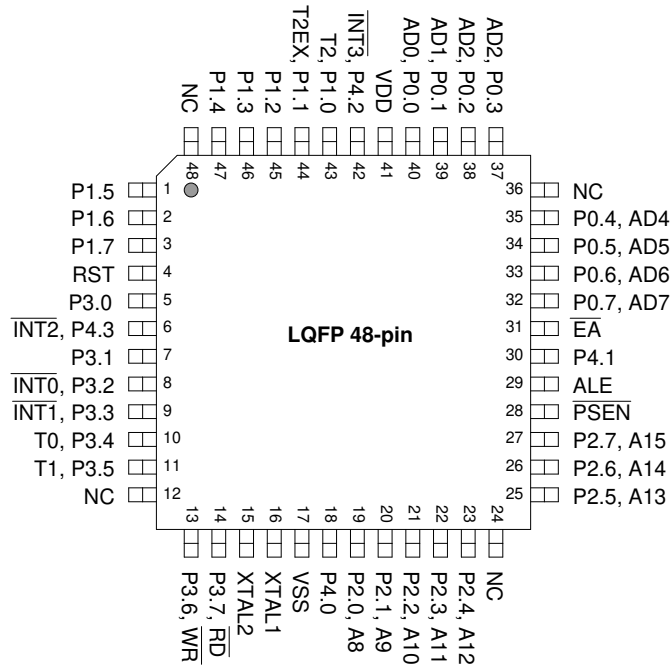 NC
P1.4
P1.3
P1.2
T2EX, P1.1
T2, P1.0
INT3, P4.2
VDD
AD0, P0.0
AD1, P0.1
AD2, P0.2
AD2, P0.3
48
47
46
45
44
43
42
41
40
39
38
37
P1.5
1
P1.6
2
P1.7
3
RST
4
P3.0
5
INT2, P4.3
6
P3.1
7
INT0, P3.2
8
INT1, P3.3
9
T0, P3.4
10
T1, P3.5
11
NC
12
LQFP 48-pin
36
NC
35
P0.4, AD4
34
P0.5, AD5
33
P0.6, AD6
32
P0.7, AD7
31
EA
30
P4.1
29
ALE
28
PSEN
27
P2.7, A15
26
P2.6, A14
25
P2.5, A13
13
14
15
16
17
18
19
20
21
22
23
24
P3.6, WR
P3.7, RD
XTAL2
XTAL1
VSS
P4.0
P2.0, A8
P2.1, A9
P2.2, A10
P2.3, A11
P2.4, A12
NC